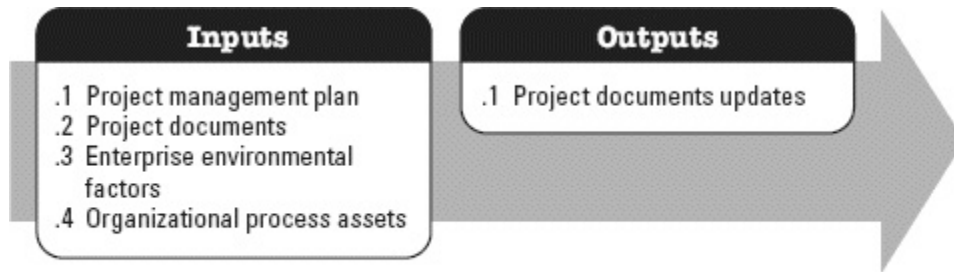 Inputs
.1 Project management plan
.2 Project documents
.3 Enterprise environmental
factors
.4 Organizational process assets
Outputs
.1 Project documents updates